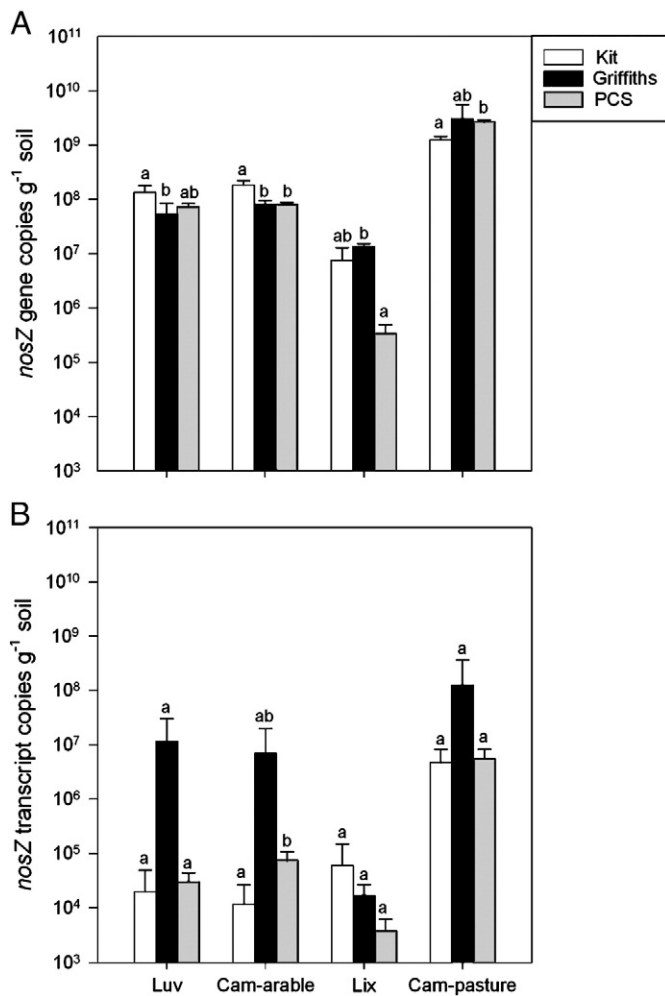 A
nosZ gene copies g⁻¹ soil
10¹¹
10¹⁰
10⁹
10⁸
10⁷
10⁶
10⁵
10⁴
10³
a b ab
a b b
ab b a
a ab b
Kit
Griffiths
PCS
B
nosZ transcript copies g⁻¹ soil
10¹¹
10¹⁰
10⁹
10⁸
10⁷
10⁶
10⁵
10⁴
10³
a a a
a ab b
a a a
a a a
Luv Cam-arable Lix Cam-pasture